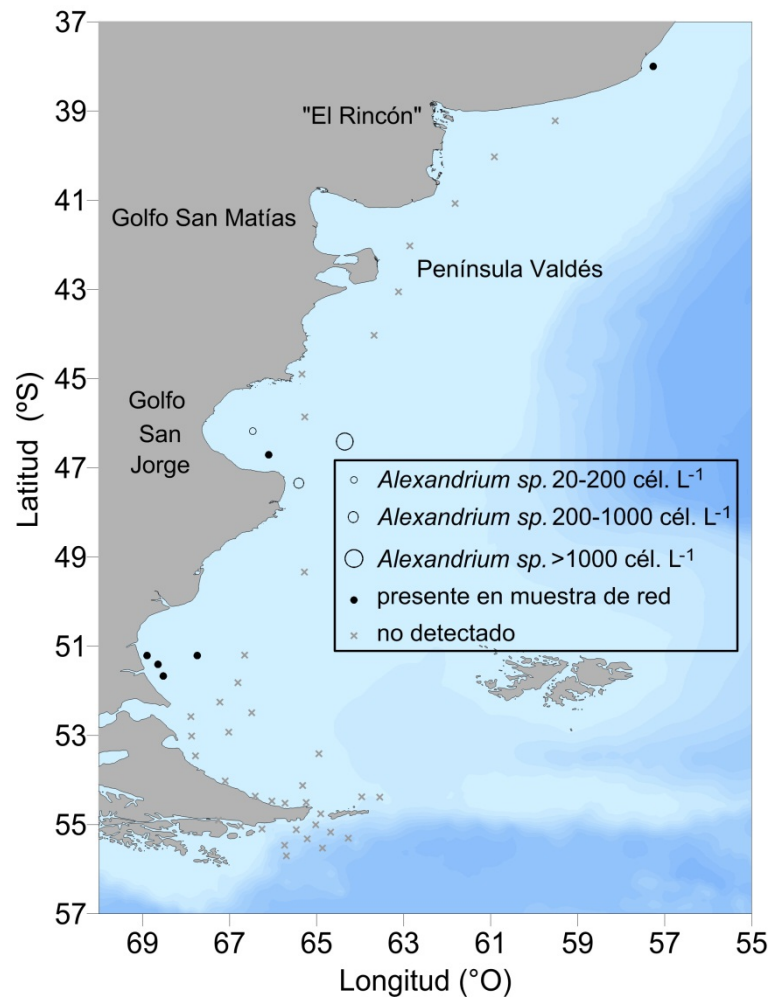 37
39
41
43
45
47
49
51
53
55
57
Latitud (ºS)
"El Rincón"
Golfo San Matías
Península Valdés
Golfo
San
Jorge
Alexandrium sp. 20-200 cél. L-1
Alexandrium sp. 200-1000 cél. L-1
Alexandrium sp. >1000 cél. L-1
presente en muestra de red
no detectado
69 67 65 63 61 59 57 55
Longitud (°O)